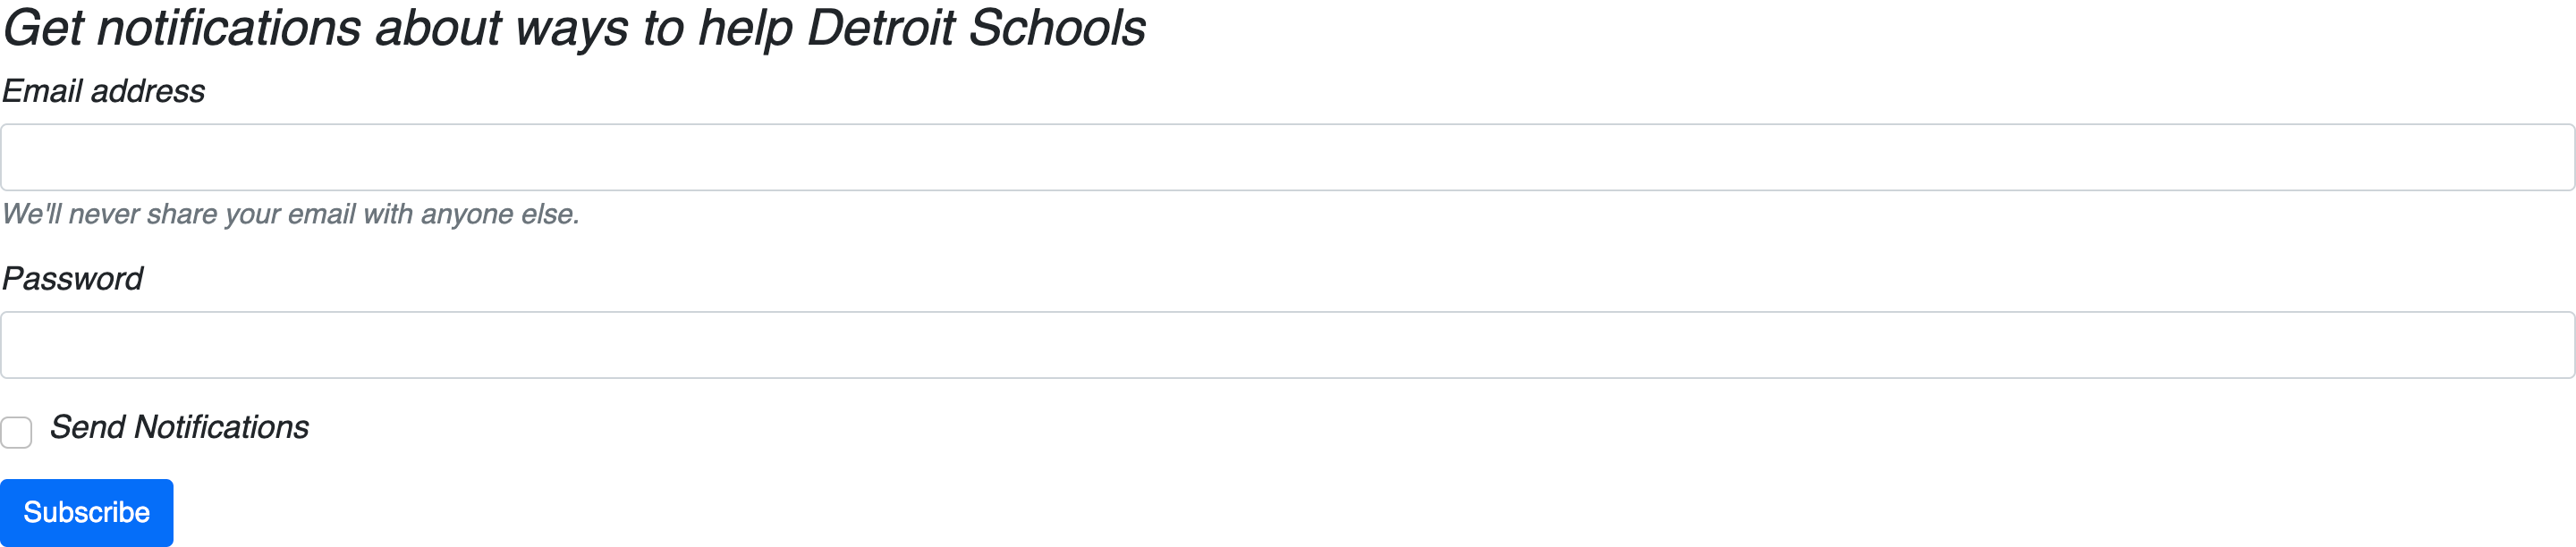 Get notifications about ways to help Detroit Schools
Email address
We'll never share your email with anyone else.
Password
Send Notifications
Subscribe